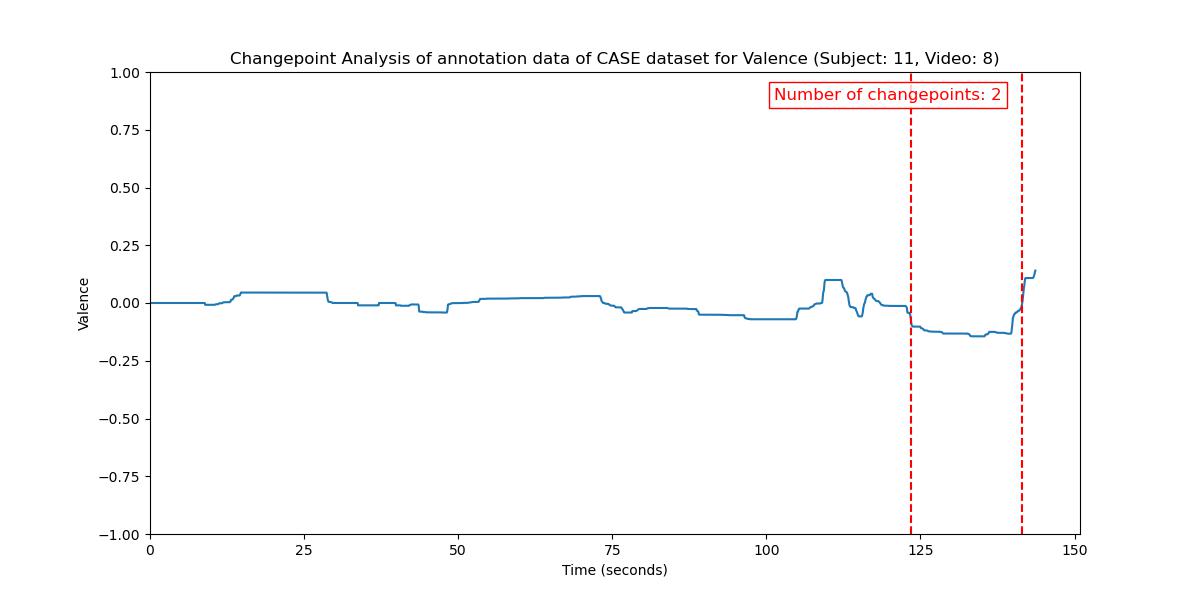 Changepoint Analysis of annotation data of CASE dataset for Valence (Subject: 11, Video: 8)
Number of changepoints: 2
1.00
0.75
0.50
0.25
0.00
−0.25
−0.50
−0.75
−1.00
Valence
0 25 50 75 100 125 150
Time (seconds)